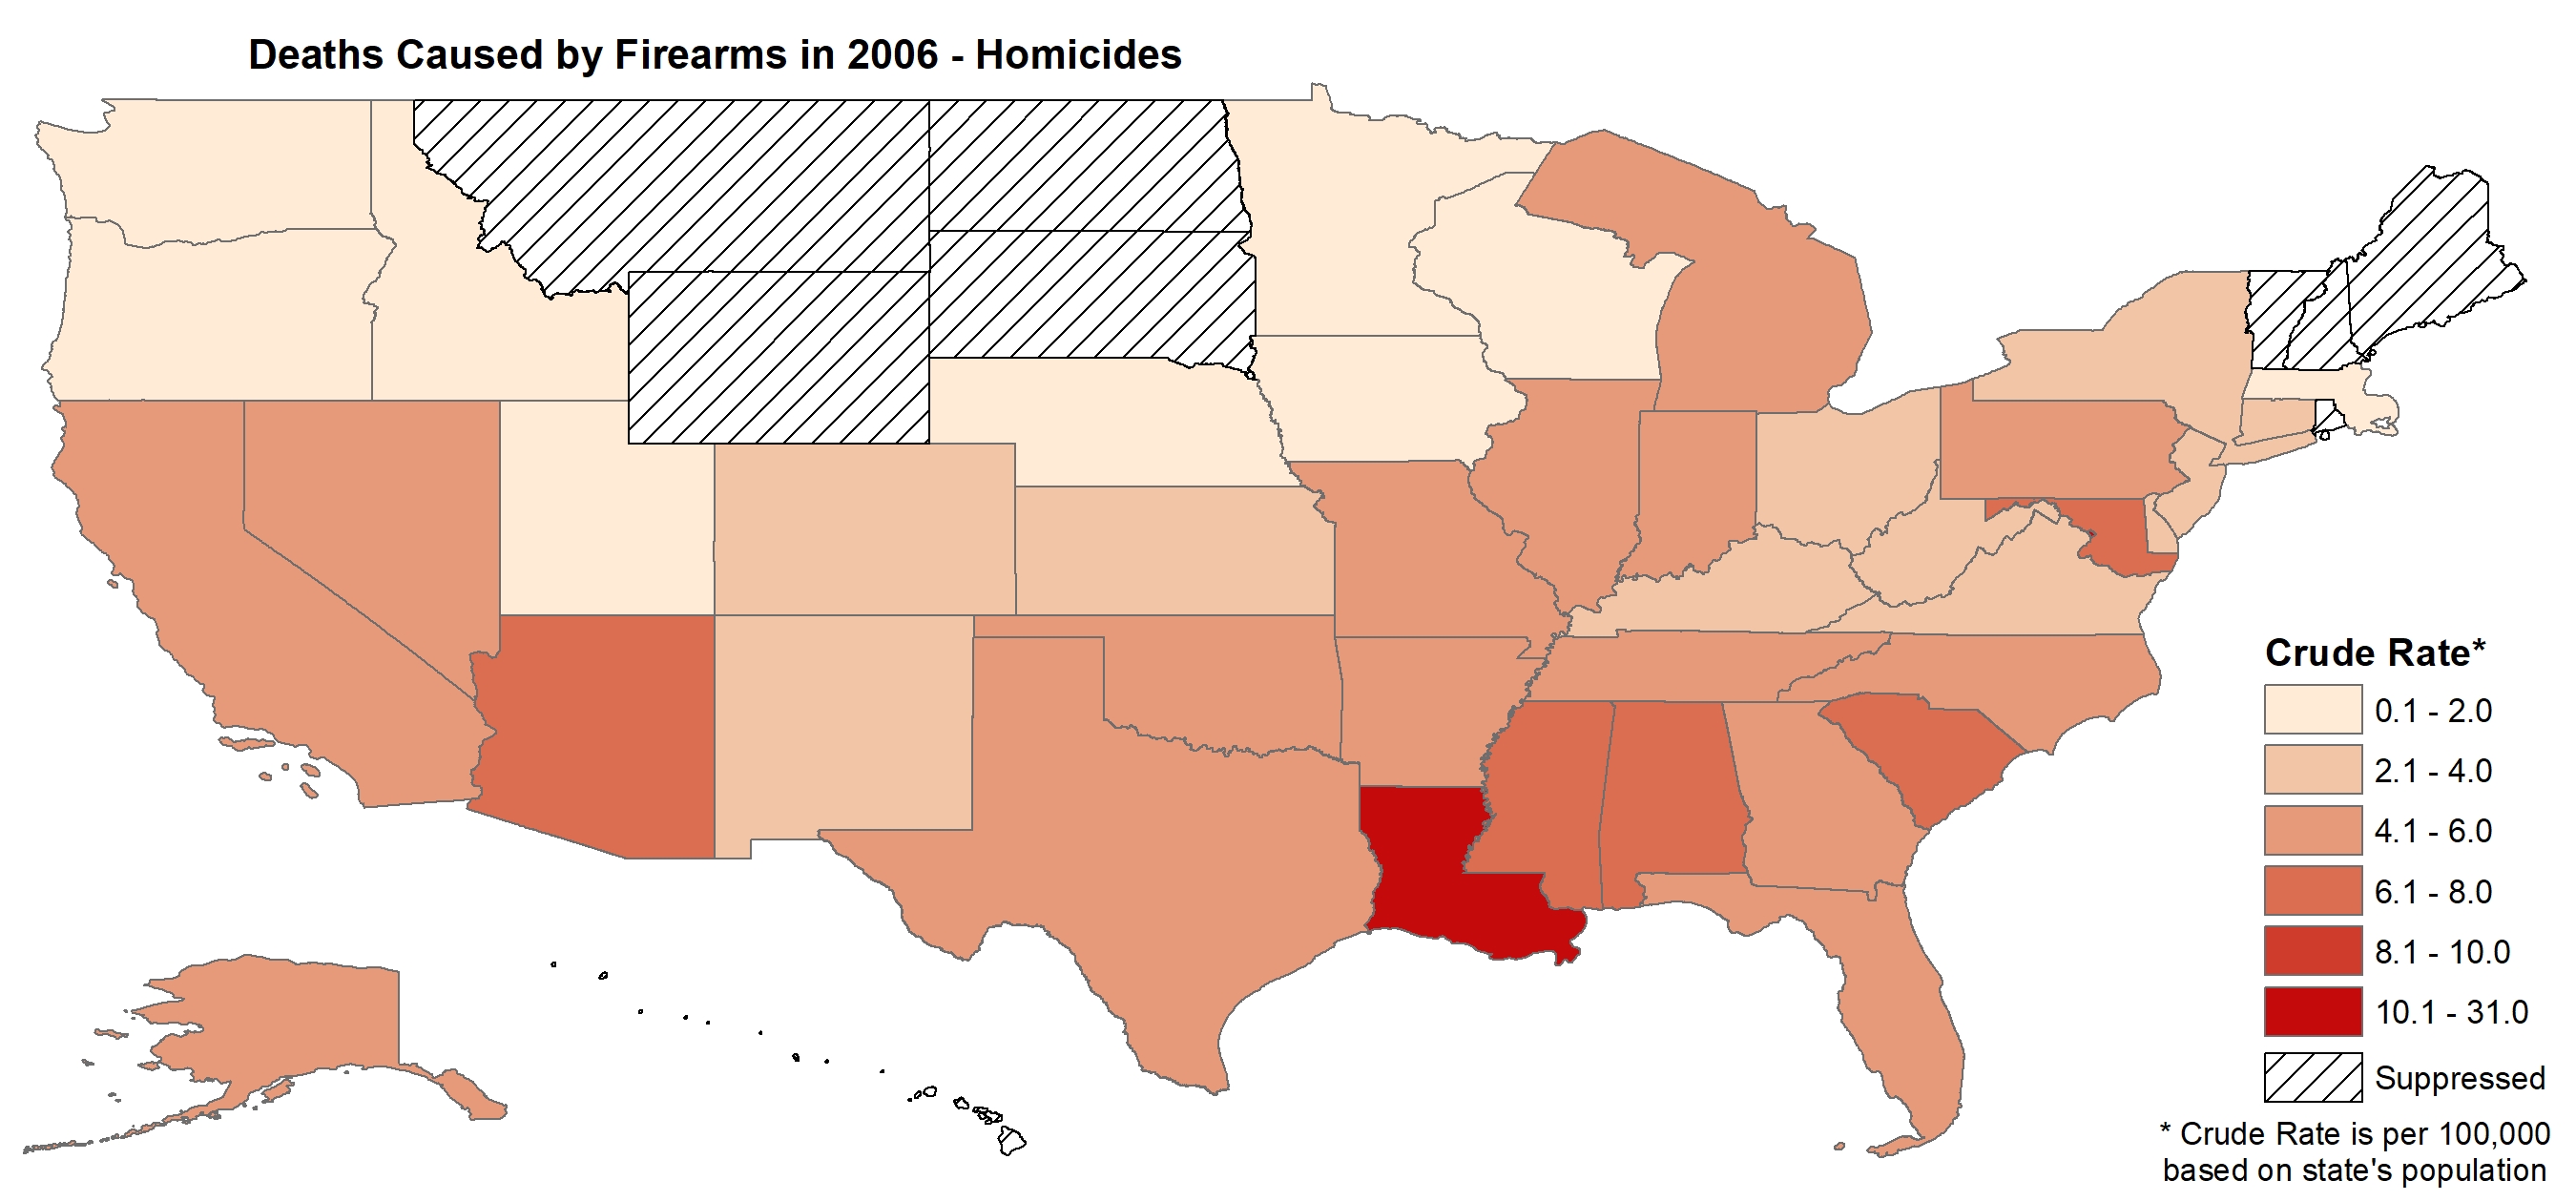 Deaths Caused by Firearms in 2006 - Homicides
Crude Rate*
0.1 - 2.0
2.1 - 4.0
4.1 - 6.0
6.1 - 8.0
8.1 - 10.0
10.1 - 31.0
Suppressed
* Crude Rate is per 100,000
based on state's population